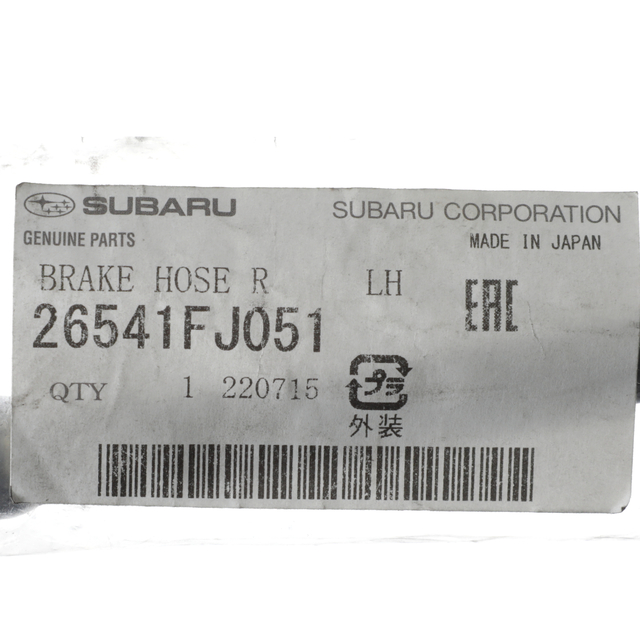 SUBARU SUBARU CORPORATION
GENUINE PARTS MADE IN JAPAN
BRAKE HOSE R LH
26541FJ051 EAC
QTY 1 220715 プラ
外装